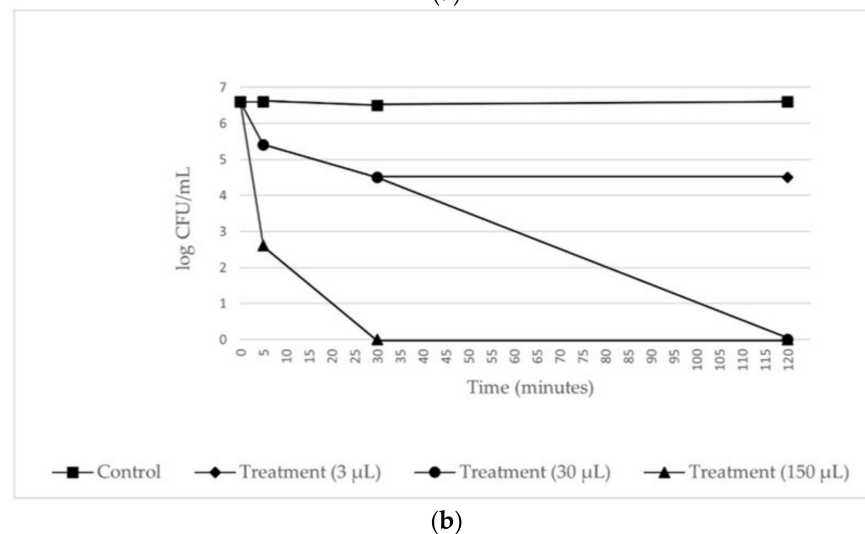 7
6
5
4
3
2
1
0
log CFU/mL
0 5 10 15 20 25 30 35 40 45 50 55 60 65 70 75 80 85 90 95 100 105 110 115 120
Time (minutes)
Control Treatment (3 µL) Treatment (30 µL) Treatment (150 µL)
(b)